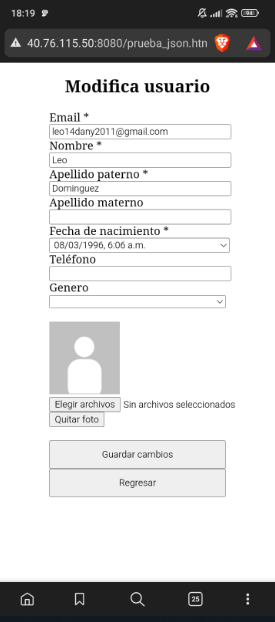 18:19
94
40.76.115.50:8080/prueba_json.htn
Modifica usuario
Email *
leo14dany2011@gmail.com
Nombre *
Leo
Apellido paterno *
Dominguez
Apellido materno
Fecha de nacimiento *
08/03/1996, 6:06 a.m.
Teléfono
Genero
Elegir archivos Sin archivos seleccionados
Quitar foto
Guardar cambios
Regresar
25